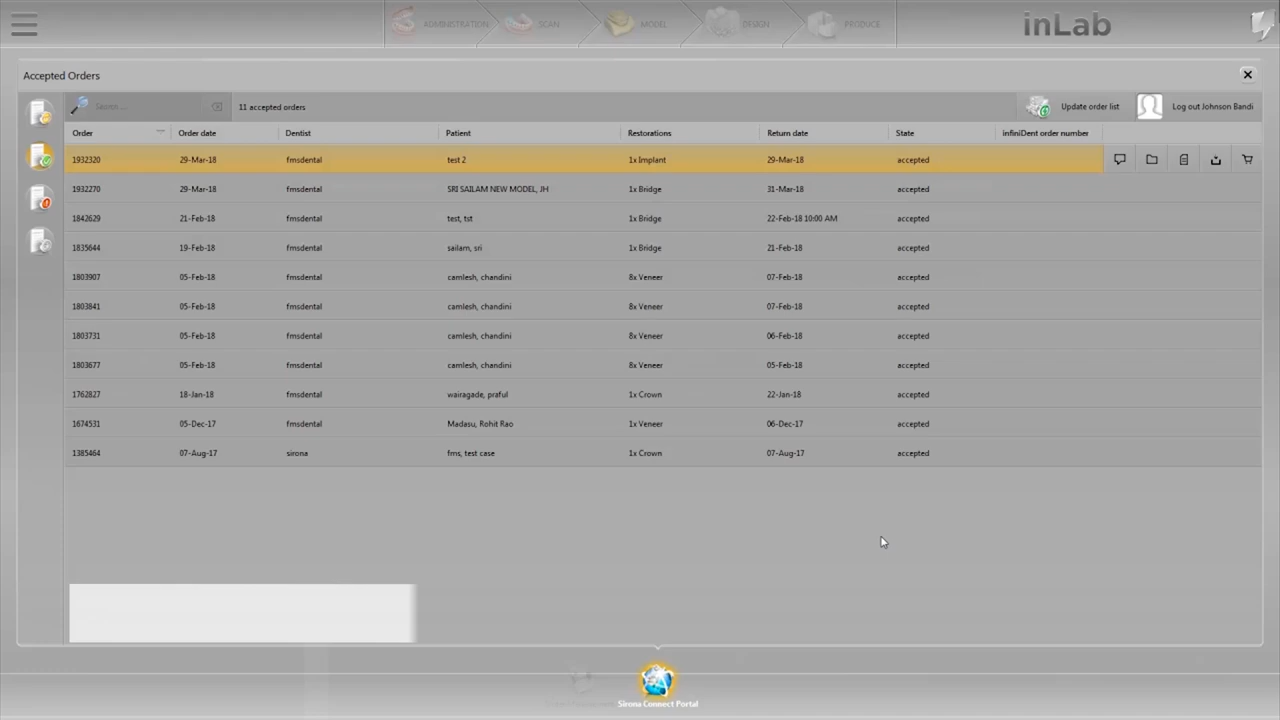 ADMINISTRATION SCAN MODEL DESIGN PRODUCE inLab
Accepted Orders
Search... 11 accepted orders Update order list Log out Johnson Bandi
Order Order date Dentist Patient Restorations Return date State infiniDent order number
1932320 29-Mar-18 fmsdental test 2 1x Implant 29-Mar-18 accepted
1932270 29-Mar-18 fmsdental SRI SAILAM NEW MODEL, JH 1x Bridge 31-Mar-18 accepted
1842629 21-Feb-18 fmsdental test, tst 1x Bridge 22-Feb-18 10:00 AM accepted
1835644 19-Feb-18 fmsdental sailam, sri 1x Bridge 21-Feb-18 accepted
1803907 05-Feb-18 fmsdental camlesh, chandini 8x Veneer 07-Feb-18 accepted
1803841 05-Feb-18 fmsdental camlesh, chandini 8x Veneer 07-Feb-18 accepted
1803731 05-Feb-18 fmsdental camlesh, chandini 8x Veneer 06-Feb-18 accepted
1803677 05-Feb-18 fmsdental camlesh, chandini 8x Veneer 05-Feb-18 accepted
1762827 18-Jan-18 fmsdental wairagade, praful 1x Crown 22-Jan-18 accepted
1674531 05-Dec-17 fmsdental Madasu, Rohit Rao 1x Veneer 06-Dec-17 accepted
1385464 07-Aug-17 sirona fms, test case 1x Crown 07-Aug-17 accepted
Sirona Connect Portal